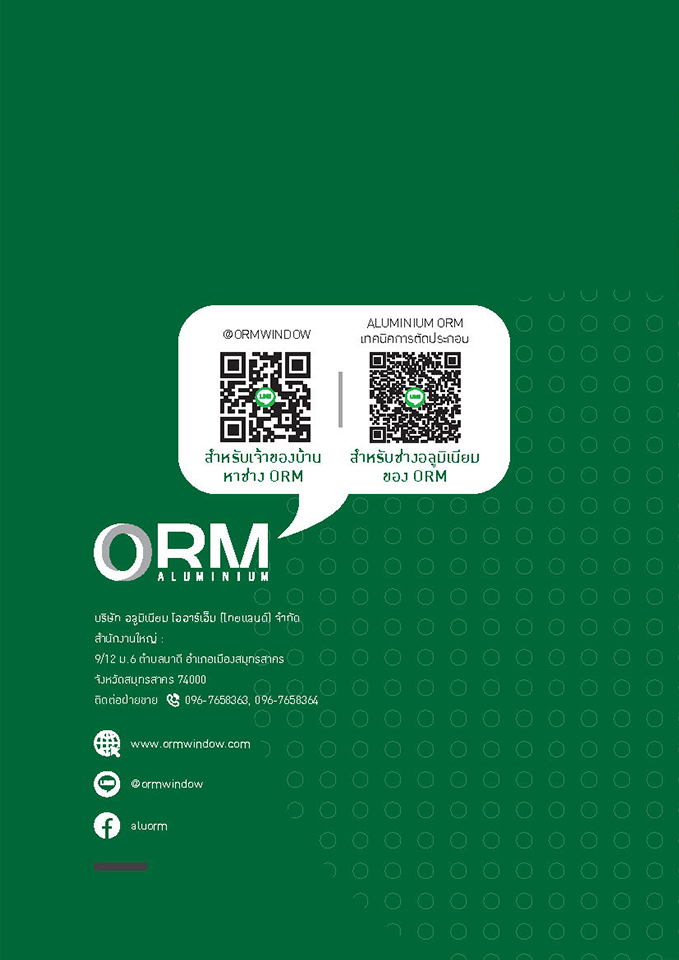 @ORMWINDOW
LINE
สำหรับเจ้าของบ้าน
หาช่าง ORM
ALUMINIUM ORM
เทคนิคการตัดประกอบ
LINE
สำหรับช่างอลูมิเนียม
ของ ORM
ORM
ALUMINIUM
บริษัท อลูมิเนียม โออาร์เอ็ม (ไทยแลนด์) จำกัด
สำนักงานใหญ่ :
9/12 ม.6 ตำบลนาดี อำเภอเมืองสมุทรสาคร
จังหวัดสมุทรสาคร 74000
ติดต่อฝ่ายขาย 096-7658363, 096-7658364
www.ormwindow.com
@ormwindow
aluorm